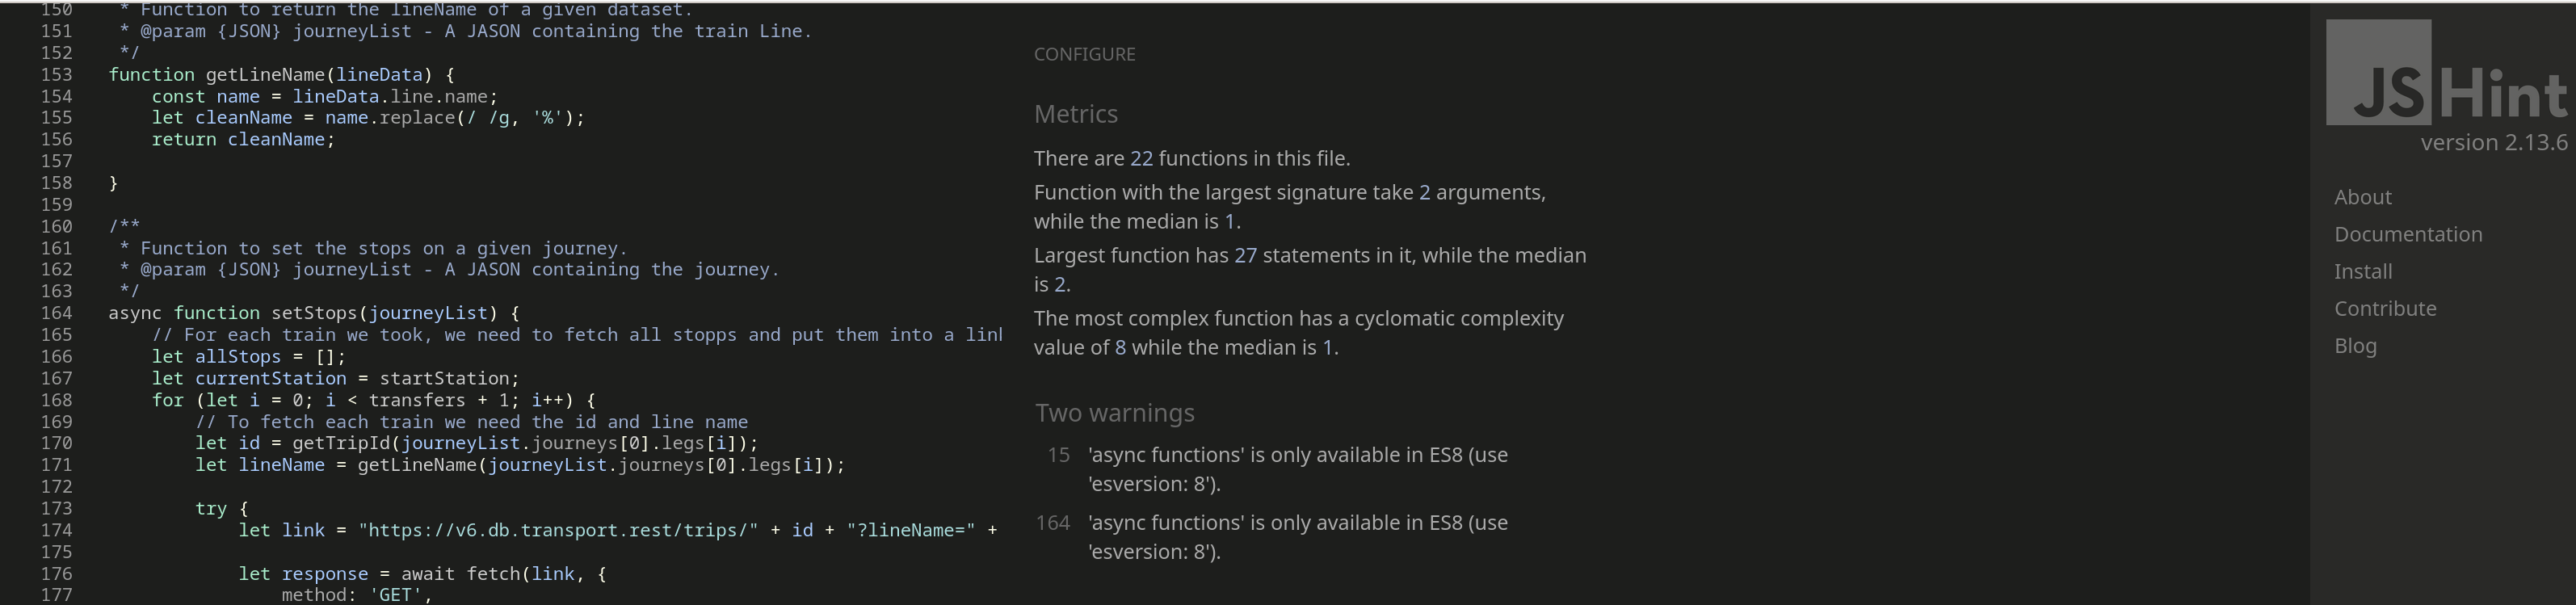 150 * Function to return the lineName of a given dataset.
151 * @param {JSON} journeyList - A JASON containing the train Line.
152 */
153 function getLineName(lineData) {
154 const name = lineData.line.name;
155 let cleanName = name.replace(/ /g, '%');
156 return cleanName;
157
158 }
159
160 /**
161 * Function to set the stops on a given journey.
162 * @param {JSON} journeyList - A JASON containing the journey.
163 */
164 async function setStops(journeyList) {
165 // For each train we took, we need to fetch all stopps and put them into a
166 let allStops = [];
167 let currentStation = startStation;
168 for (let i = 0; i < transfers + 1; i++) {
169 // To fetch each train we need the id and line name
170 let id = getTripId(journeyList.journeys[0].legs[i]);
171 let lineName = getLineName(journeyList.journeys[0].legs[i]);
172
173 try {
174 let link = "https://v6.db.transport.rest/trips/" + id + "?lineName=" +
175
176 let response = await fetch(link, {
177 method: 'GET',
CONFIGURE
Metrics
There are 22 functions in this file.
Function with the largest signature take 2 arguments,
while the median is 1.
Largest function has 27 statements in it, while the median
is 2.
The most complex function has a cyclomatic complexity
value of 8 while the median is 1.
Two warnings
15 'async functions' is only available in ES8 (use
'esversion: 8').
164 'async functions' is only available in ES8 (use
'esversion: 8').
JSHint
version 2.13.6
About
Documentation
Install
Contribute
Blog